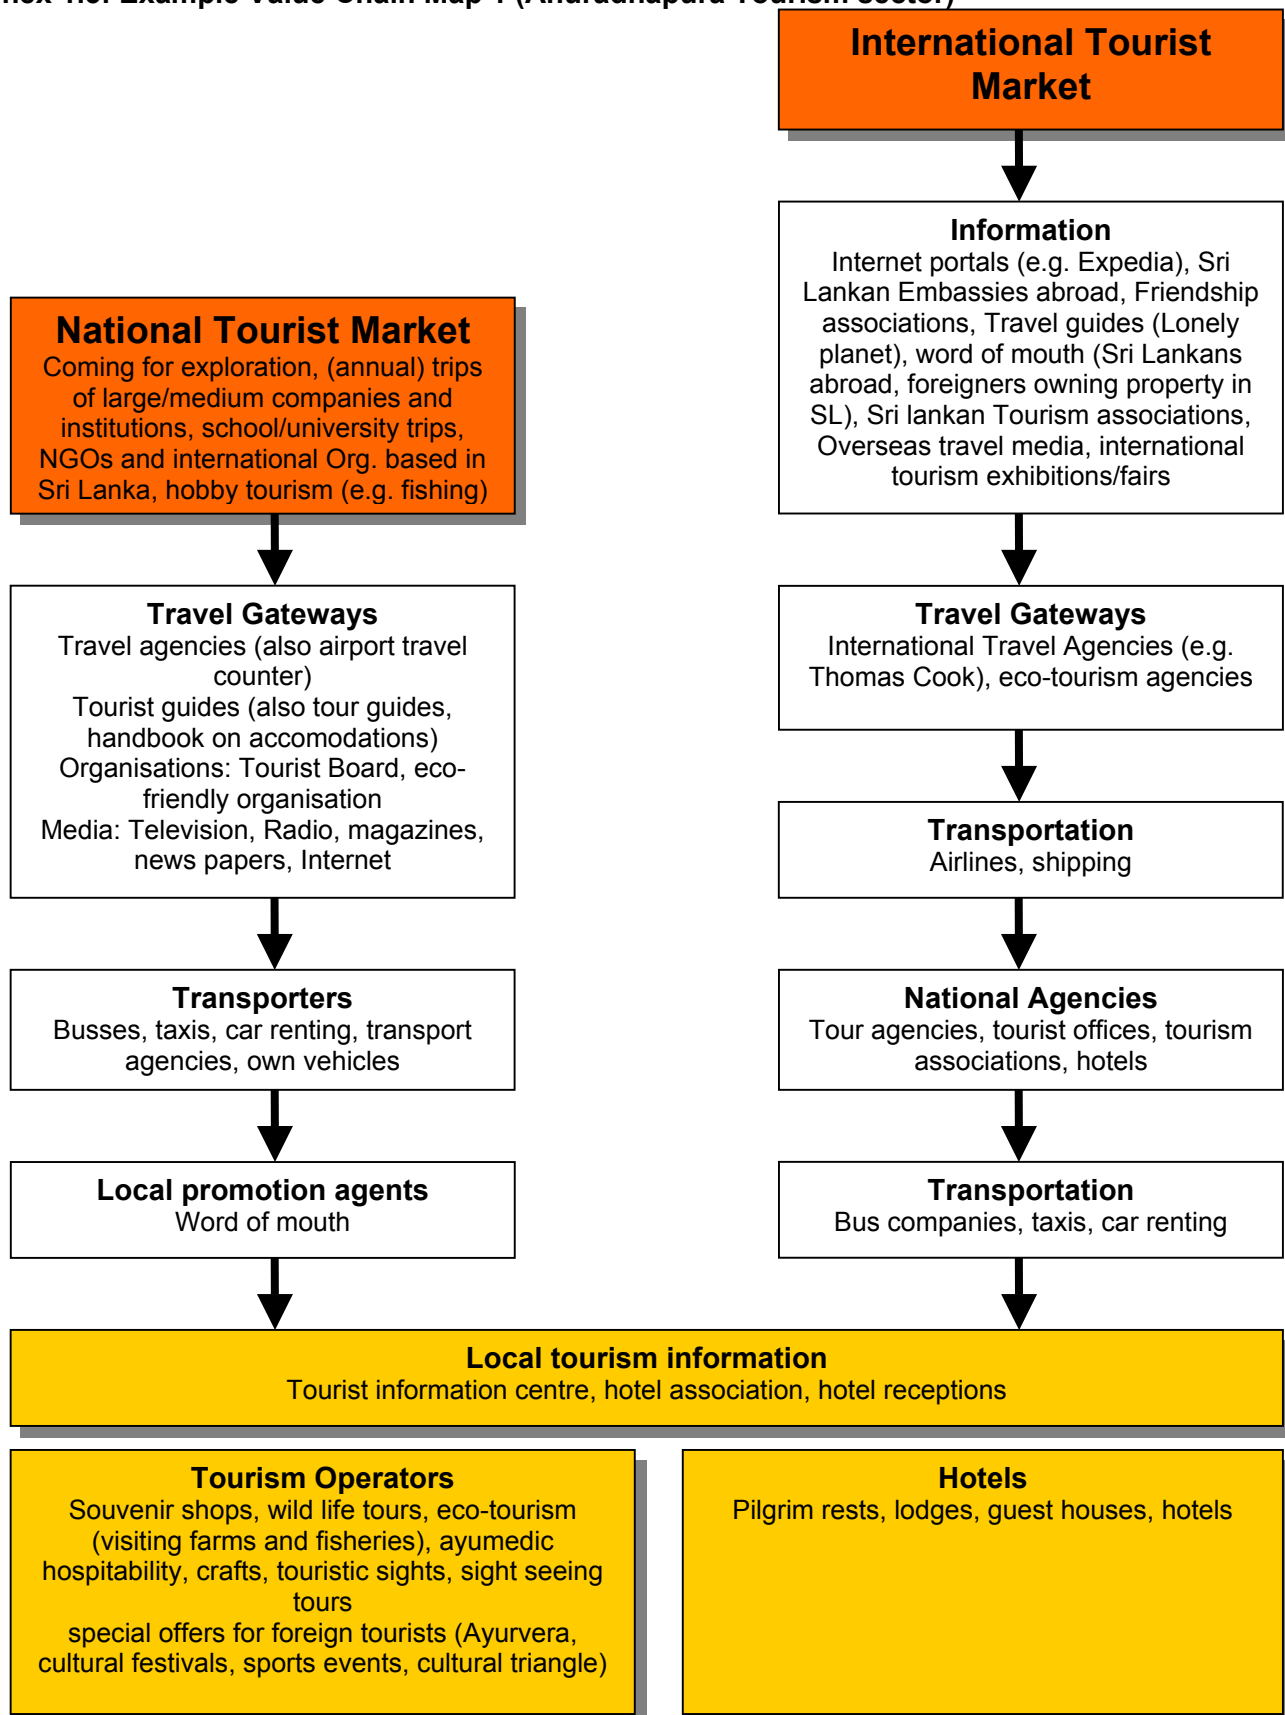 Example Value Chain Map 1 (Anuradhapura Tourism sector)
International Tourist
Market
Information
Internet portals (e.g. Expedia), Sri
Lankan Embassies abroad, Friendship
associations, Travel guides (Lonely
planet), word of mouth (Sri Lankans
abroad, foreigners owning property in
SL), Sri lankan Tourism associations,
Overseas travel media, international
tourism exhibitions/fairs
National Tourist Market
Coming for exploration, (annual) trips
of large/medium companies and
institutions, school/university trips,
NGOs and international Org. based in
Sri Lanka, hobby tourism (e.g. fishing)
Travel Gateways
Travel agencies (also airport travel
counter)
Tourist guides (also tour guides,
handbook on accomodations)
Organisations: Tourist Board, eco-
friendly organisation
Media: Television, Radio, magazines,
news papers, Internet
Travel Gateways
International Travel Agencies (e.g.
Thomas Cook), eco-tourism agencies
Transportation
Airlines, shipping
Transporters
Busses, taxis, car renting, transport
agencies, own vehicles
National Agencies
Tour agencies, tourist offices, tourism
associations, hotels
Local promotion agents
Word of mouth
Transportation
Bus companies, taxis, car renting
Local tourism information
Tourist information centre, hotel association, hotel receptions
Tourism Operators
Souvenir shops, wild life tours, eco-tourism
(visiting farms and fisheries), ayumedic
hospitability, crafts, touristic sights, sight seeing
tours
special offers for foreign tourists (Ayurvera,
cultural festivals, sports events, cultural triangle)
Hotels
Pilgrim rests, lodges, guest houses, hotels